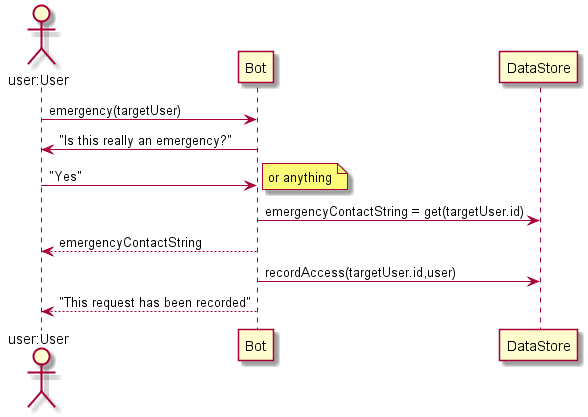 user:User
Bot
DataStore
emergency(targetUser)
"Is this really an emergency?"
"Yes"
or anything
emergencyContactString = get(targetUser.id)
emergencyContactString
recordAccess(targetUser.id,user)
"This request has been recorded"
user:User
Bot
DataStore